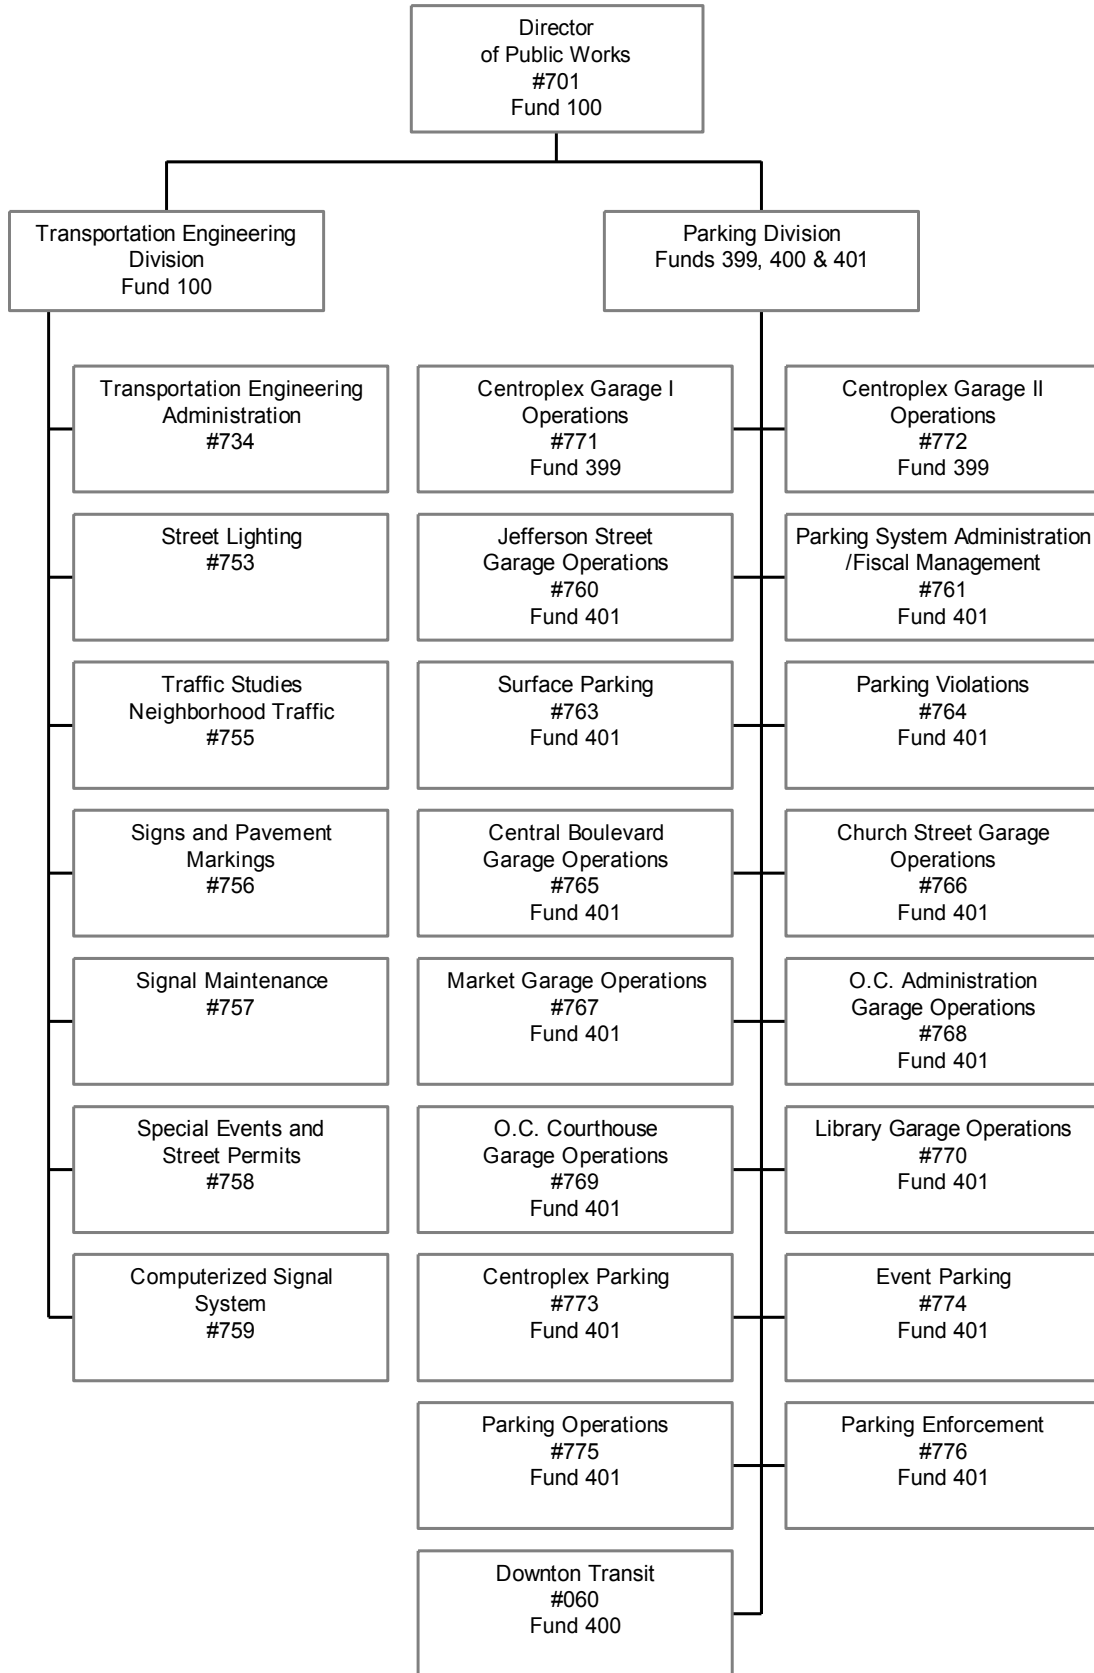 Director
of Public Works
#701
Fund 100
Transportation Engineering
Division
Fund 100
Parking Division
Funds 399, 400 & 401
Transportation Engineering
Administration
#734
Centroplex Garage I
Operations
#771
Fund 399
Centroplex Garage II
Operations
#772
Fund 399
Street Lighting
#753
Jefferson Street
Garage Operations
#760
Fund 401
Parking System Administration
/Fiscal Management
#761
Fund 401
Traffic Studies
Neighborhood Traffic
#755
Surface Parking
#763
Fund 401
Parking Violations
#764
Fund 401
Signs and Pavement
Markings
#756
Central Boulevard
Garage Operations
#765
Fund 401
Church Street Garage
Operations
#766
Fund 401
Signal Maintenance
#757
Market Garage Operations
#767
Fund 401
O.C. Administration
Garage Operations
#768
Fund 401
Special Events and
Street Permits
#758
O.C. Courthouse
Garage Operations
#769
Fund 401
Library Garage Operations
#770
Fund 401
Computerized Signal
System
#759
Centroplex Parking
#773
Fund 401
Event Parking
#774
Fund 401
Parking Operations
#775
Fund 401
Parking Enforcement
#776
Fund 401
Downton Transit
#060
Fund 400